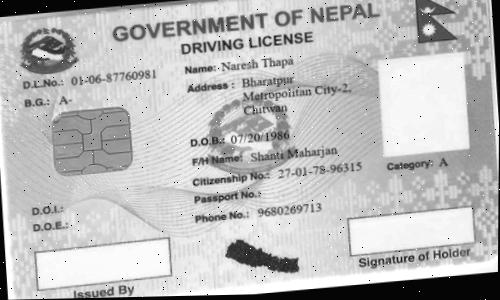 GOVERNMENT OF NEPAL
DRIVING LICENSE
D.L.No.: 01-06-87760981
B.G.: A-
Name: Naresh Thapa
Address : Bharatpur
Metropolitan City-2,
Chitwan
D.O.B.: 07/20/1986
F/H Name: Shanti Maharjan
Citizenship No.: 27-01-78-96315
Passport No.:
Phone No.: 9680269713
Category: A
D.O.I.:
D.O.E.:
Issued By
Signature of Holder